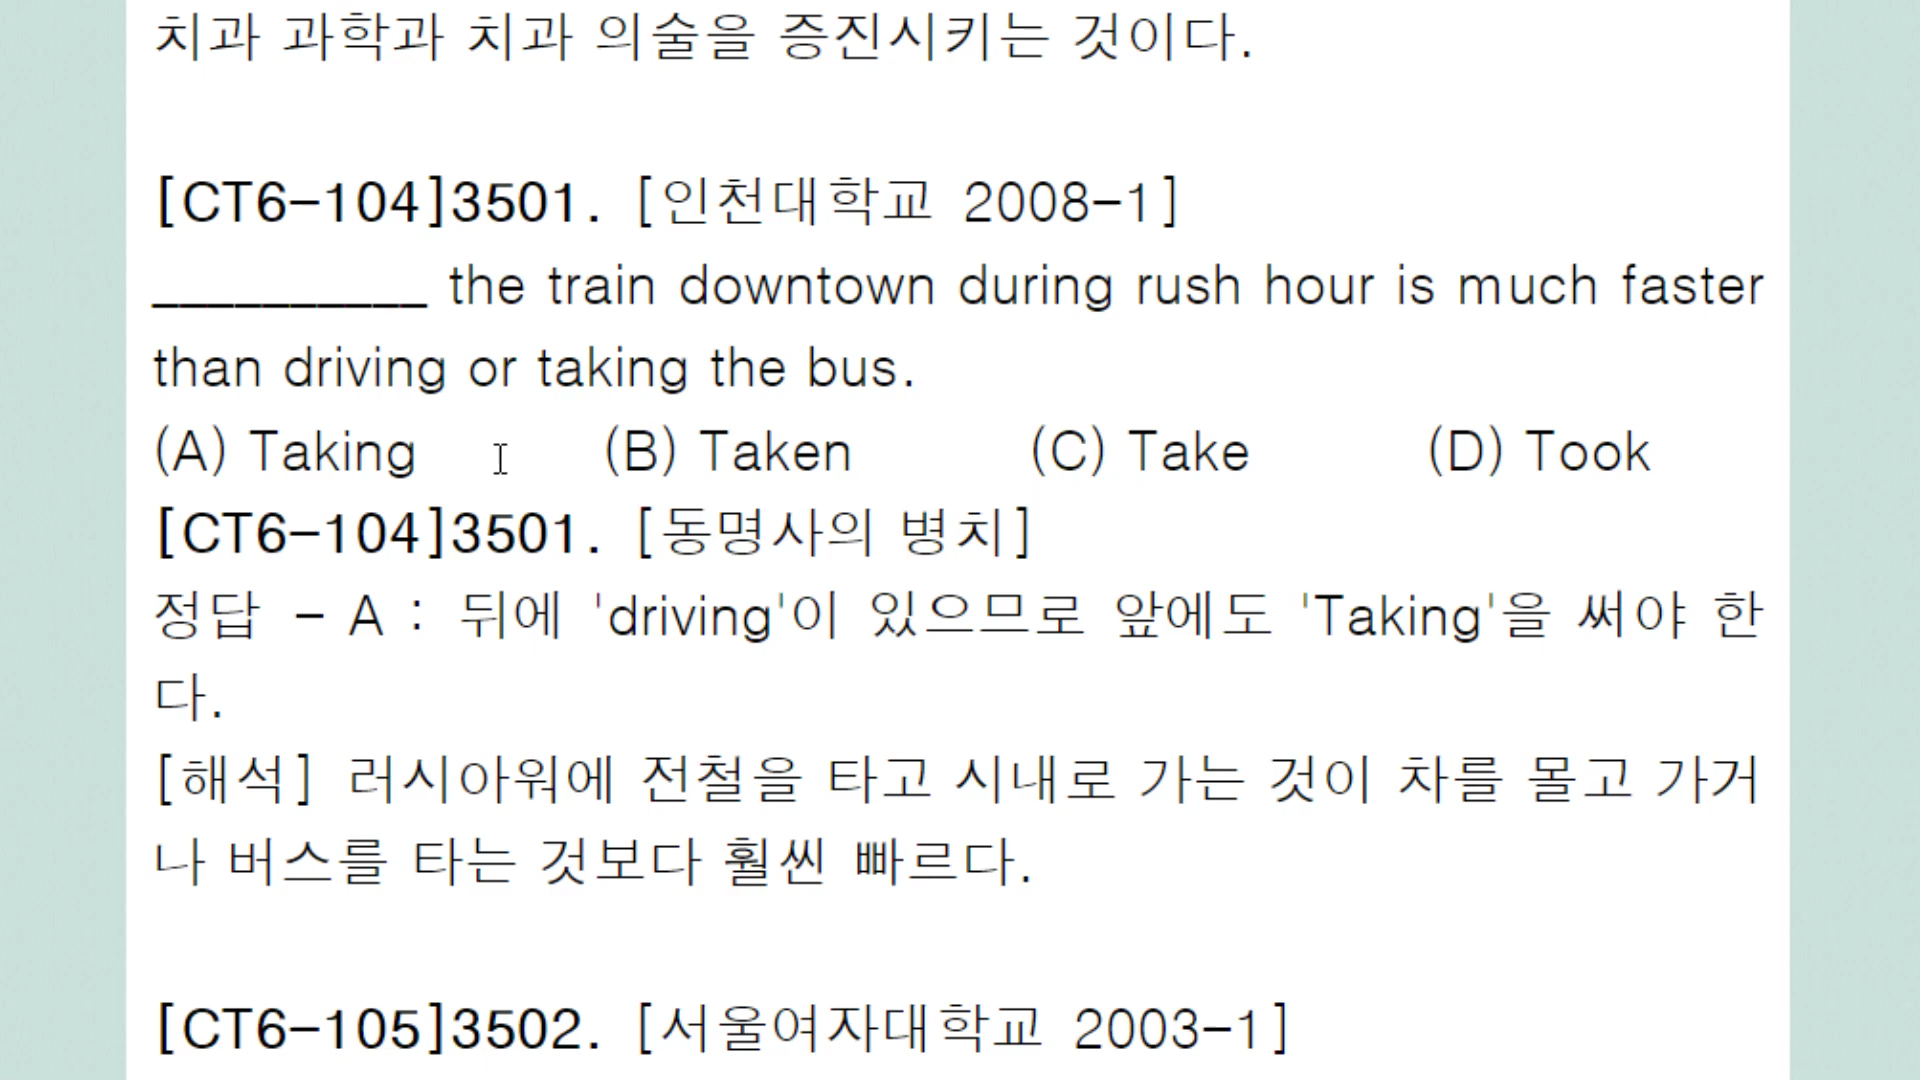 치과 과학과 치과 의술을 증진시키는 것이다.
[CT6-104]3501. [인천대학교 2008-1]
__________ the train downtown during rush hour is much faster
than driving or taking the bus.
(A) Taking (B) Taken (C) Take (D) Took
[CT6-104]3501. [동명사의 병치]
정답 - A : 뒤에 'driving'이 있으므로 앞에도 'Taking'을 써야 한
다.
[해석] 러시아워에 전철을 타고 시내로 가는 것이 차를 몰고 가거
나 버스를 타는 것보다 훨씬 빠르다.
[CT6-105]3502. [서울여자대학교 2003-1]